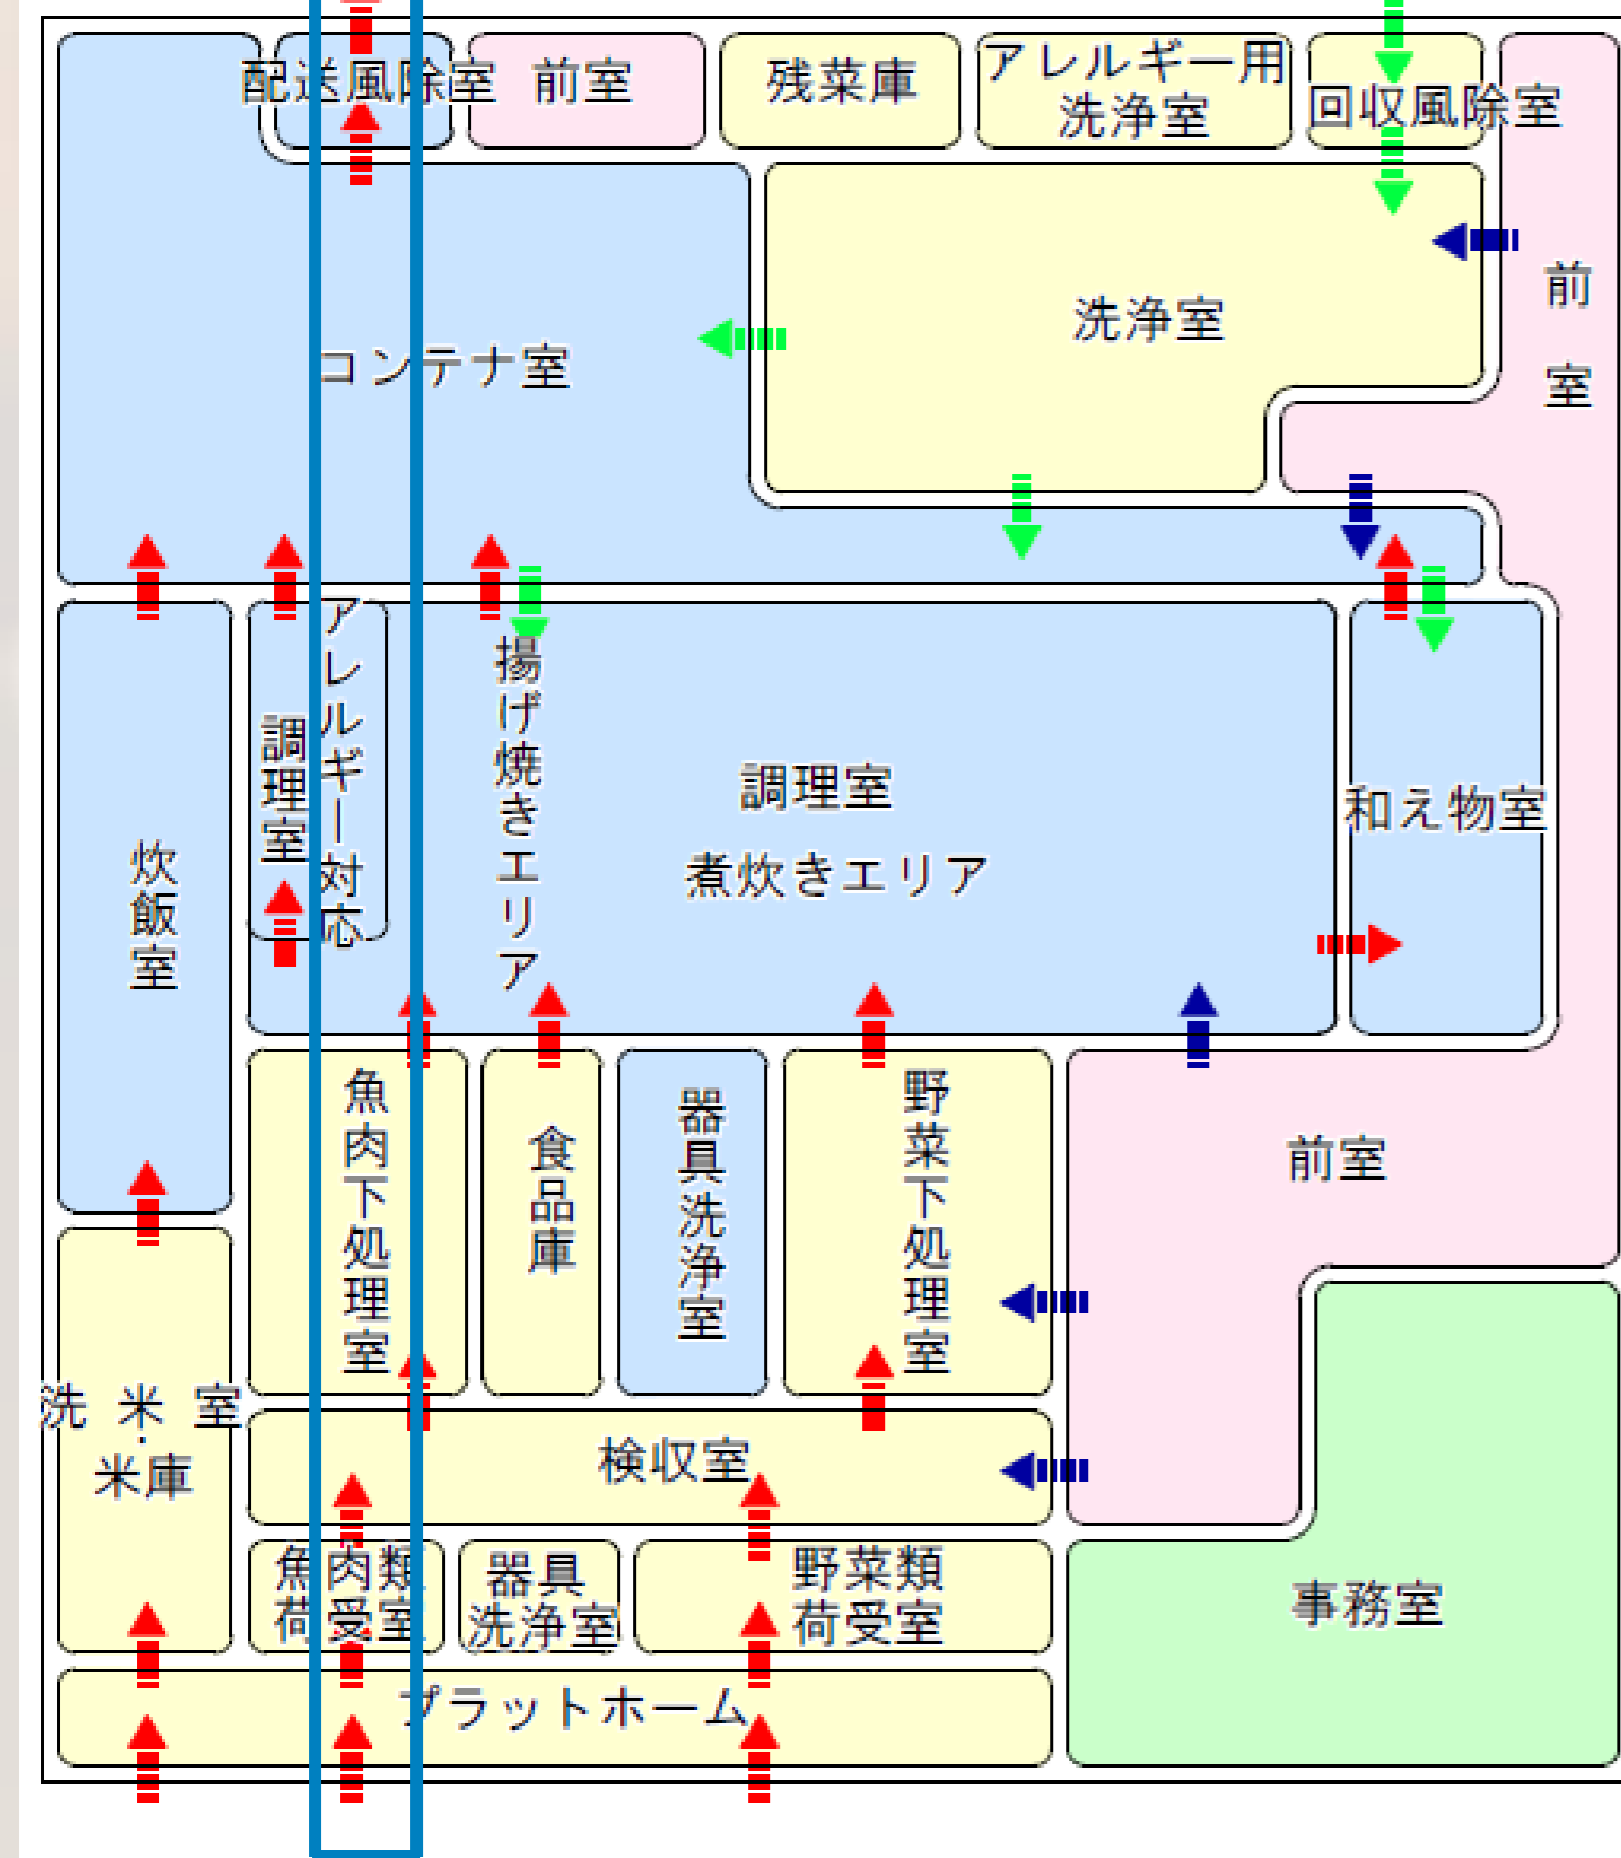 配送風除室
前室
残菜庫
アレルギー用
洗浄室
回収風除室
前
室
洗浄室
コンテナ室
アレルギー対応
調理室
揚げ焼きエリア
調理室
煮炊きエリア
和え物室
炊飯室
魚肉下処理室
食品庫
器具洗浄室
野菜下処理室
前室
洗米室
・
米庫
検収室
魚肉類
荷受室
器具
洗浄室
野菜類
荷受室
事務室
プラットホーム